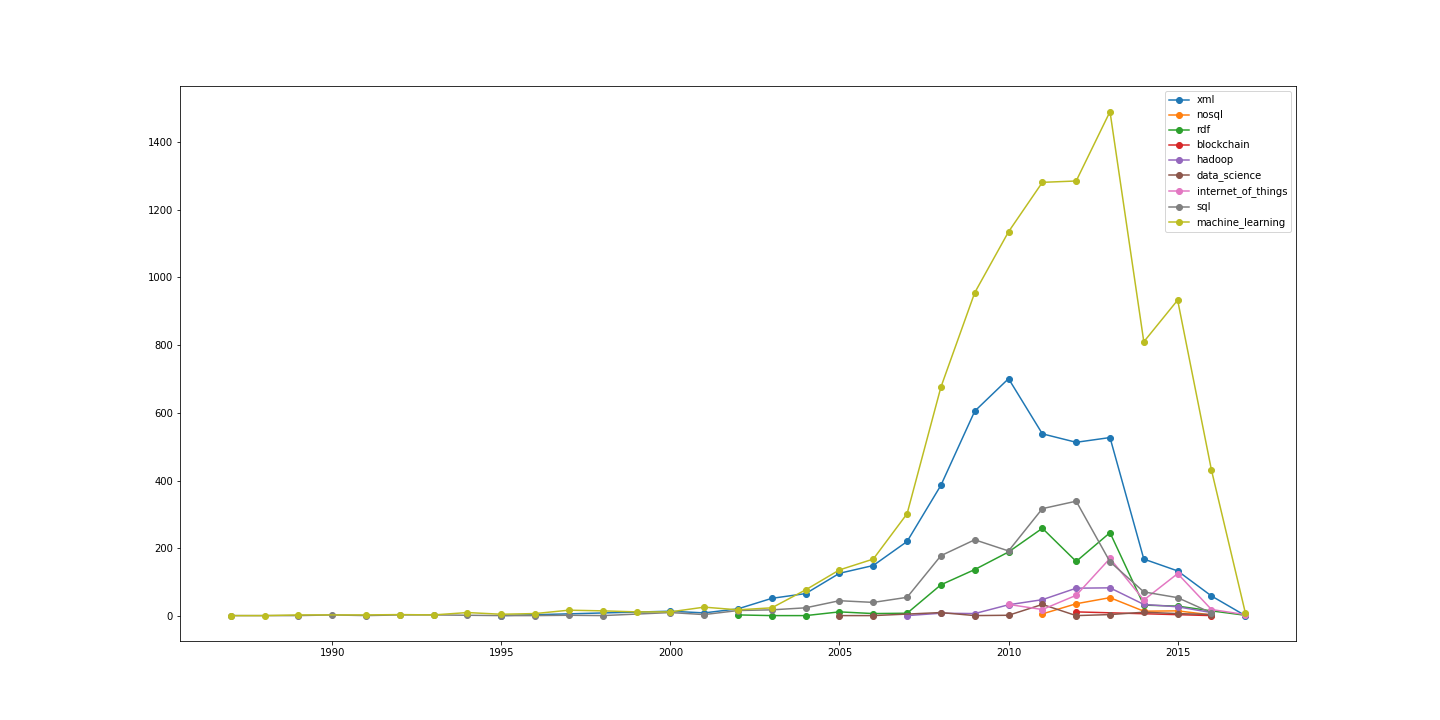 1400
1200
1000
800
600
400
200
0
1990
1995
2000
2005
2010
2015
xml
nosql
rdf
blockchain
hadoop
data_science
internet_of_things
sql
machine_learning